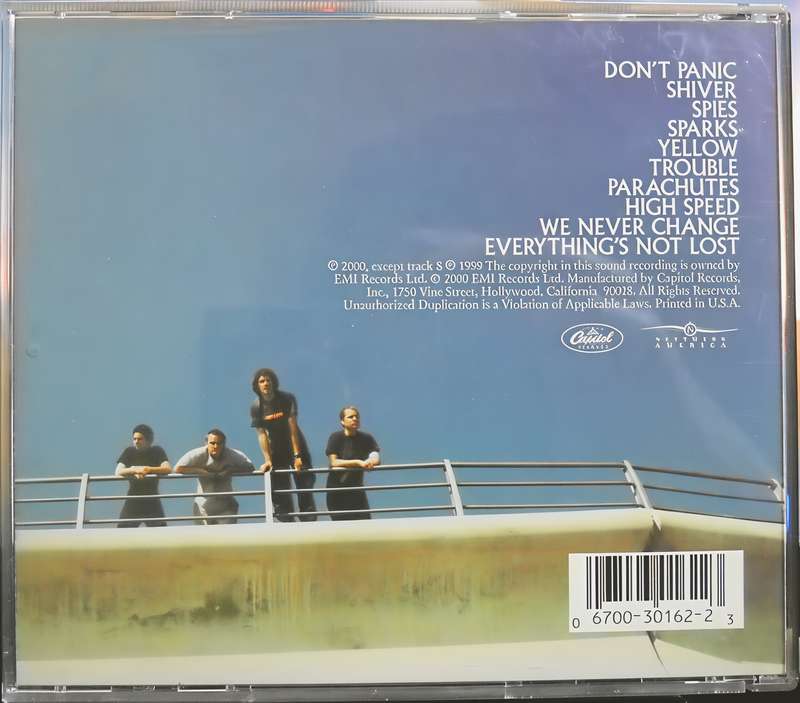 DON'T PANIC
SHIVER
SPIES
SPARKS
YELLOW
TROUBLE
PARACHUTES
HIGH SPEED
WE NEVER CHANGE
EVERYTHING'S NOT LOST
℗ 2000, except track 8 ℗ 1999 The copyright in this sound recording is owned by
EMI Records Ltd. © 2000 EMI Records Ltd. Manufactured by Capitol Records,
Inc., 1750 Vine Street, Hollywood, California 90028. All Rights Reserved.
Unauthorized Duplication is a Violation of Applicable Laws. Printed in U.S.A.
Capitol
RECORDS
N
NETTWERK
AMERICA
0 6700-30162-2 3